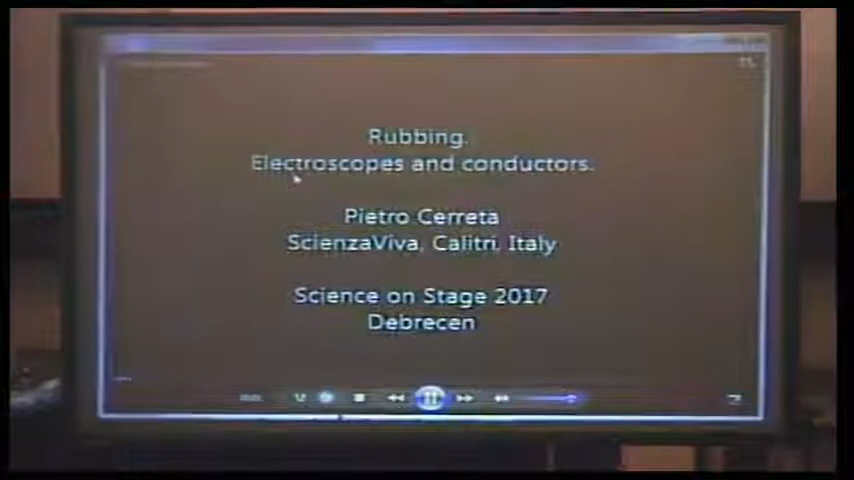 Rubbing.
Electroscopes and conductors.
Pietro Cerreta
ScienzaViva, Calitri, Italy
Science on Stage 2017
Debrecen